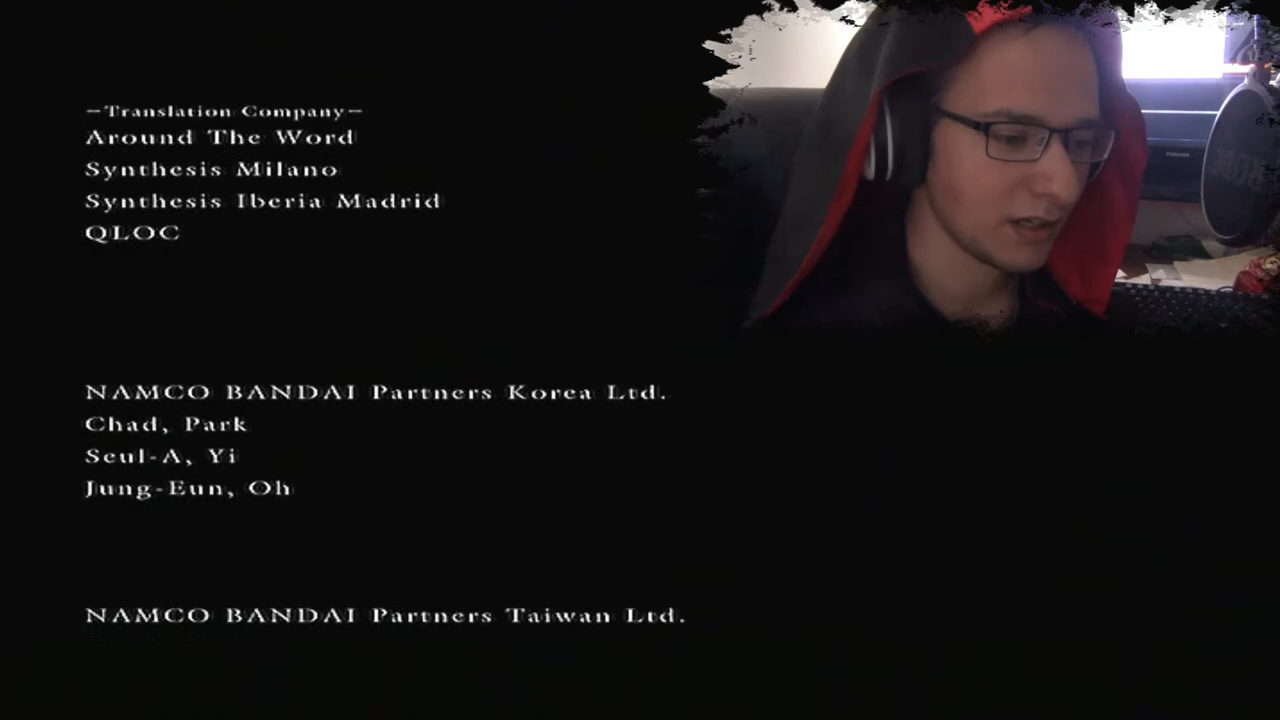 —Translation Company—
Around The Word
Synthesis Milano
Synthesis Iberia Madrid
QLOC
NAMCO BANDAI Partners Korea Ltd.
Chad, Park
Seul-A, Yi
Jung-Eun, Oh
NAMCO BANDAI Partners Taiwan Ltd.